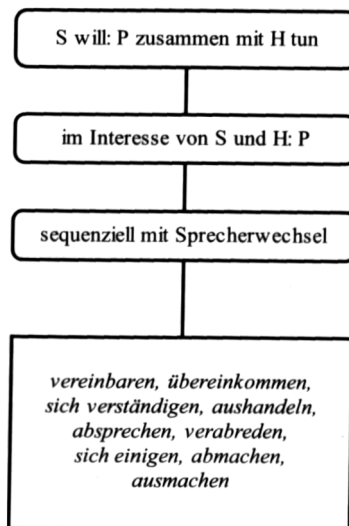 S will: P zusammen mit H tun
im Interesse von S und H: P
sequenziell mit Sprecherwechsel
vereinbaren, übereinkommen,
sich verständigen, aushandeln,
absprechen, verabreden,
sich einigen, abmachen,
ausmachen